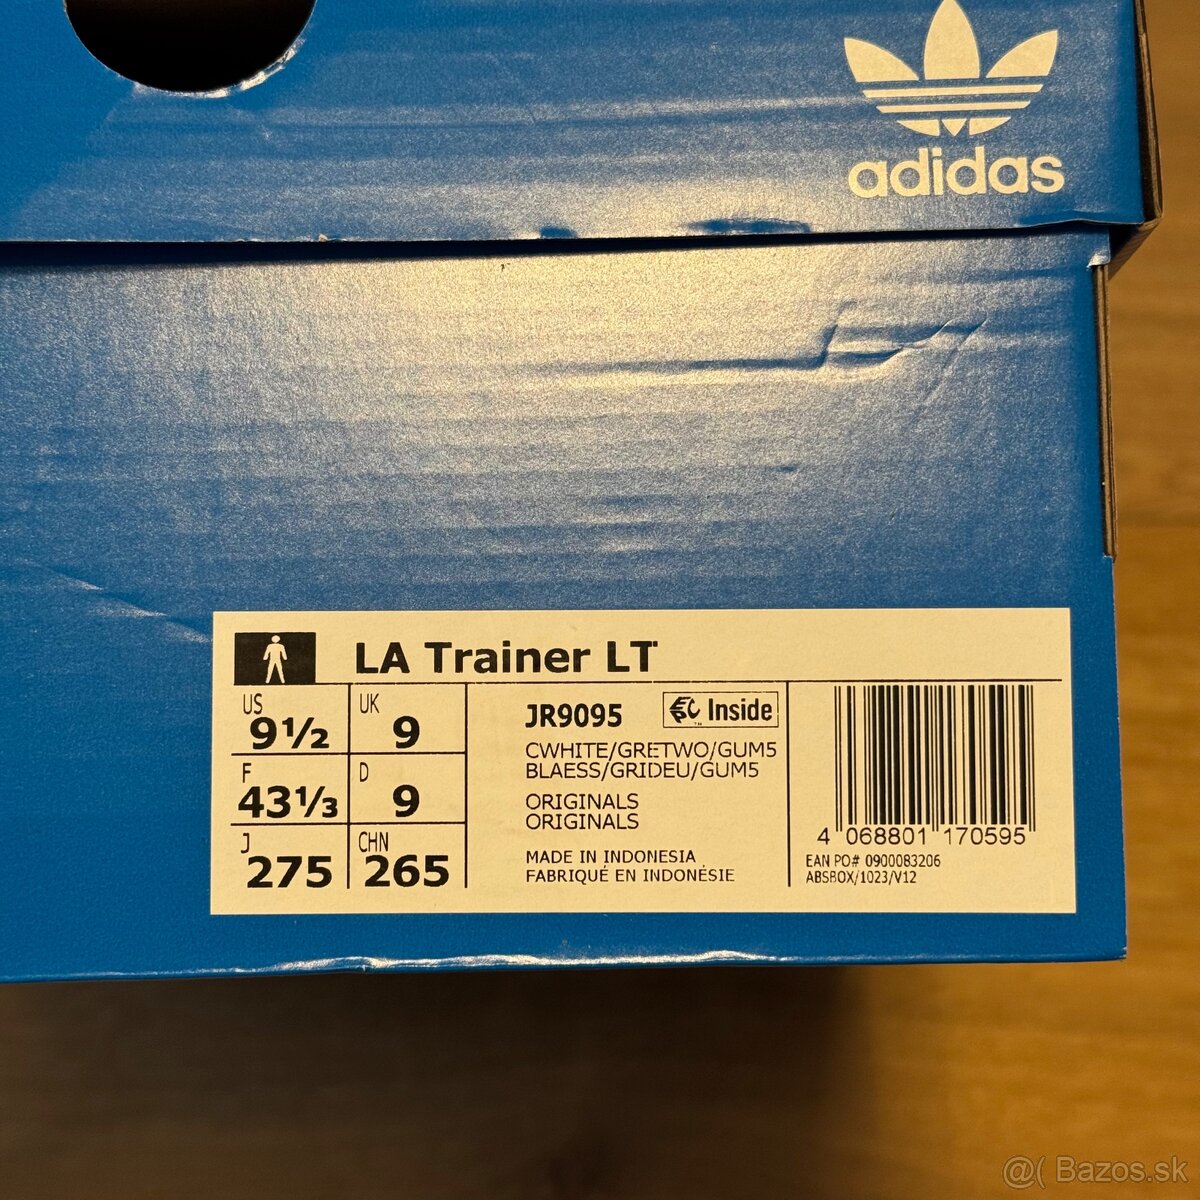 adidas
LA Trainer LT
US 9½ UK 9
F 43⅓ D 9
J 275 CHN 265
JR9095 Inside
CWHITE/GRETWO/GUM5
BLAESS/GRIDEU/GUM5
ORIGINALS
ORIGINALS
MADE IN INDONESIA
FABRIQUÉ EN INDONÉSIE
4 068801 170595
EAN PO# 0900083206
ABSBOX/1023/V12
@( Bazos.sk